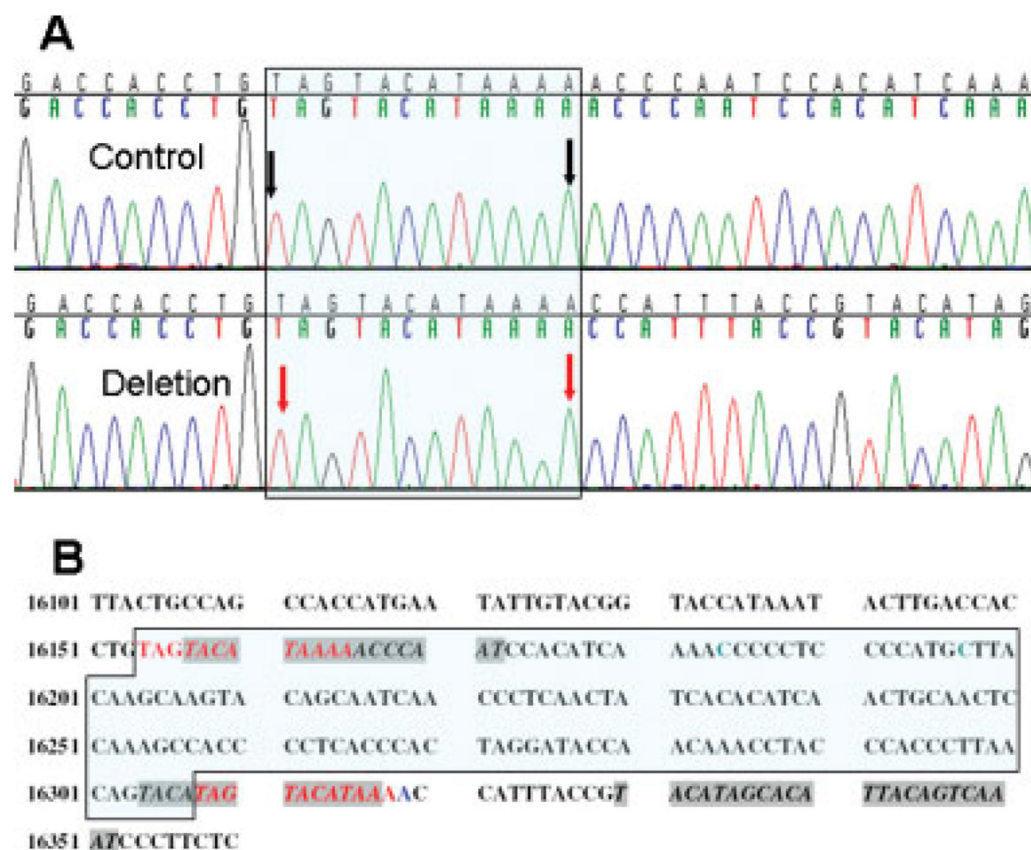 A
G A C C A C C T G T A G T A C A T A A A A A C C C A A T C C A C A T C A A A
G A C C A C C T G T A G T A C A T A A A A A C C C A A T C C A C A T C A A A
Control
G A C C A C C T G T A G T A C A T A A A A C C A T T T A C C G T A C A T A G
G A C C A C C T G T A G T A C A T A A A A C C A T T T A C C G T A C A T A G
Deletion
B
16101 TTACTGCCAG CCACCATGAA TATTGTACGG TACCATAAAT ACTTGACCAC
16151 CTGTAGTACA TAAAAACCCA ATCCACATCA AAACCCCCTC CCCATGCTTA
16201 CAAGCAAGTA CAGCAATCAA CCCTCAACTA TCACACATCA ACTGCAACTC
16251 CAAAGCCACC CCTCACCCAC TAGGATACCA ACAAACCTAC CCACCCTTAA
16301 CAGTACATAG TACATAAAAC CATTTACCGT ACATAGCACA TTACAGTCAA
16351 ATCCCTTCTC